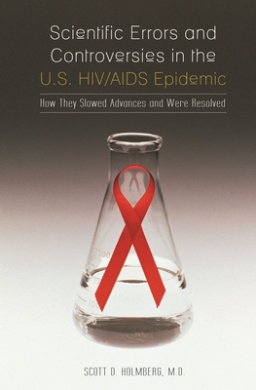 Scientific Errors and
Controversies in the
U.S. HIV/AIDS Epidemic
How They Slowed Advances and Were Resolved
SCOTT D. HOLMBERG, M.D.